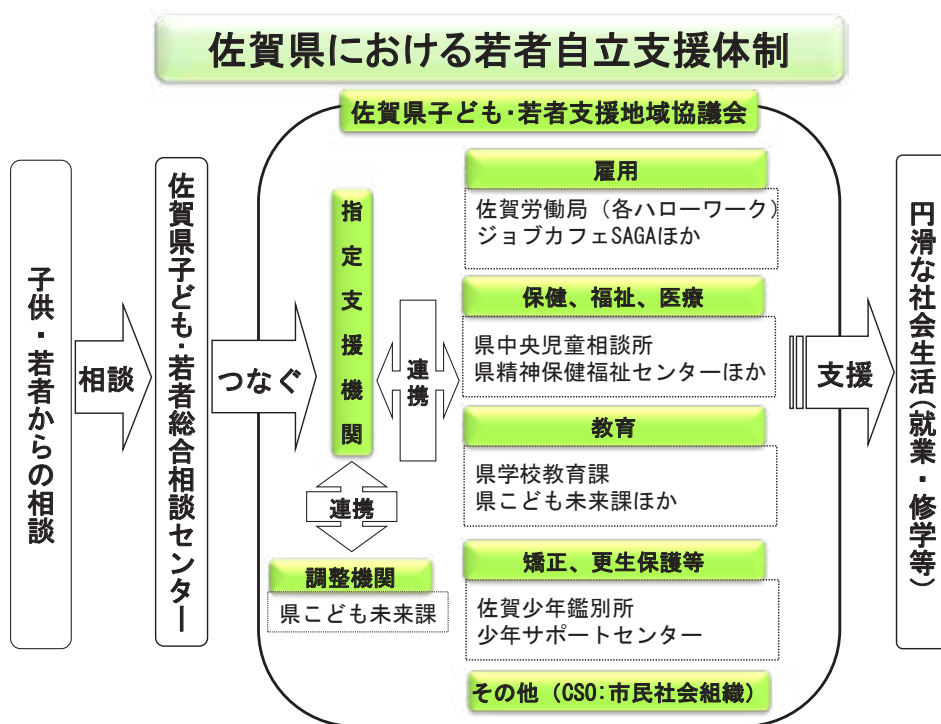 佐賀県における若者自立支援体制
佐賀県子ども・若者支援地域協議会
子供・若者からの相談
相談
佐賀県子ども・若者総合相談センター
つなぐ
指定支援機関
連携
連携
調整機関
県こども未来課
雇用
佐賀労働局（各ハローワーク）
ジョブカフェSAGAほか
保健、福祉、医療
県中央児童相談所
県精神保健福祉センターほか
教育
県学校教育課
県こども未来課ほか
矯正、更生保護等
佐賀少年鑑別所
少年サポートセンター
その他（CSO:市民社会組織）
支援
円滑な社会生活（就業・修学等）